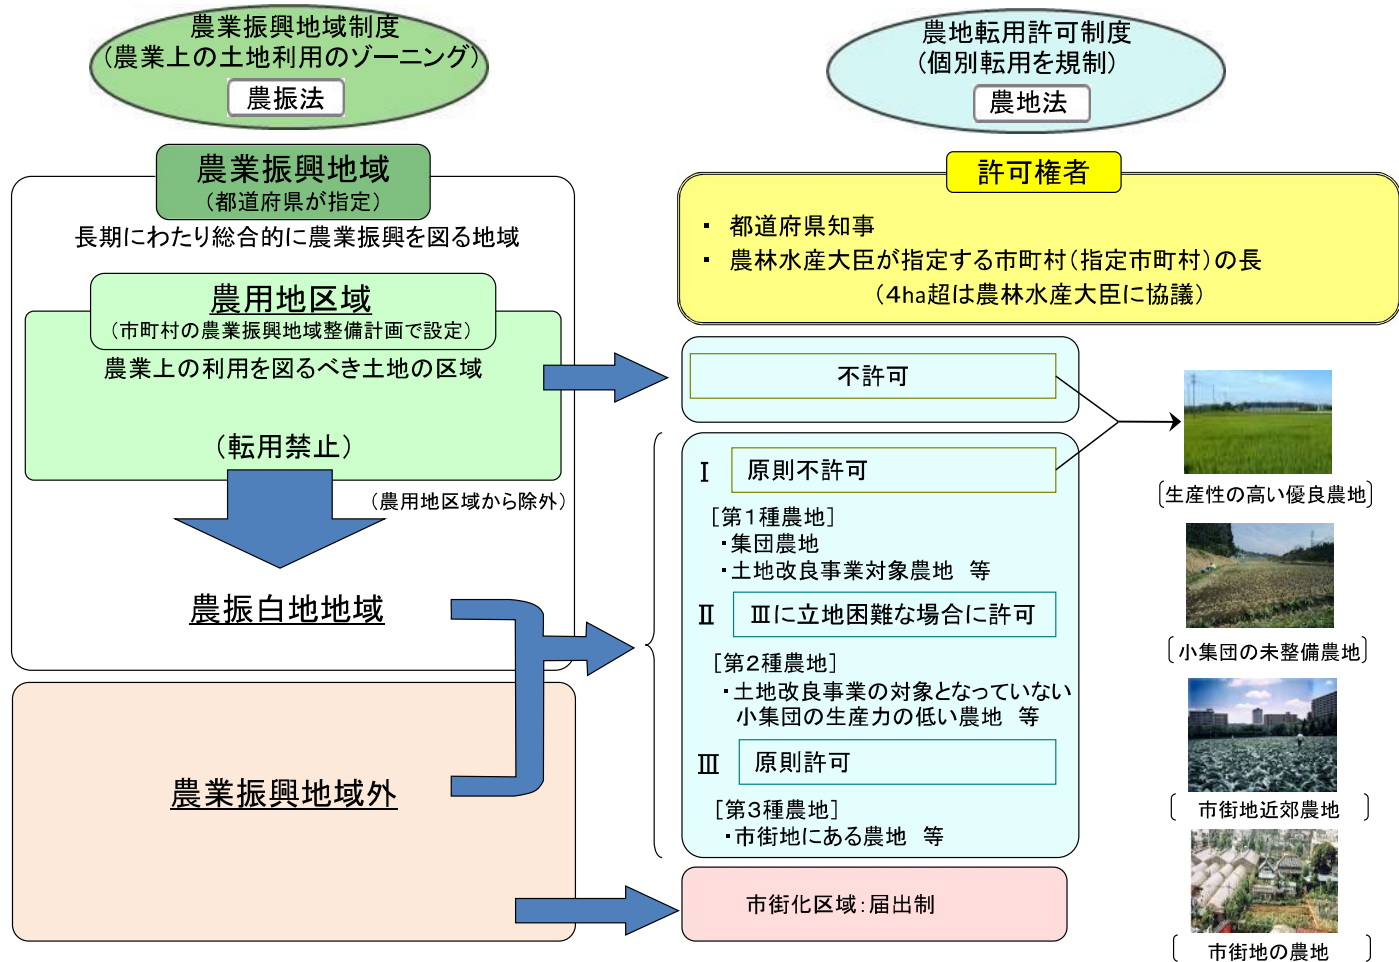 農業振興地域制度
(農業上の土地利用のゾーニング)
農振法
農業振興地域
(都道府県が指定)
長期にわたり総合的に農業振興を図る地域
農用地区域
(市町村の農業振興地域整備計画で設定)
農業上の利用を図るべき土地の区域
(転用禁止)
(農用地区域から除外)
農振白地地域
農業振興地域外
農地転用許可制度
(個別転用を規制)
農地法
許可権者
・ 都道府県知事
・ 農林水産大臣が指定する市町村(指定市町村)の長
(4ha超は農林水産大臣に協議)
不許可
Ⅰ 原則不許可
[第1種農地]
・集団農地
・土地改良事業対象農地 等
Ⅱ Ⅲに立地困難な場合に許可
[第2種農地]
・土地改良事業の対象となっていない
小集団の生産力の低い農地 等
Ⅲ 原則許可
[第3種農地]
・市街地にある農地 等
市街化区域:届出制
〔生産性の高い優良農地〕
〔小集団の未整備農地〕
〔 市街地近郊農地 〕
〔 市街地の農地 〕